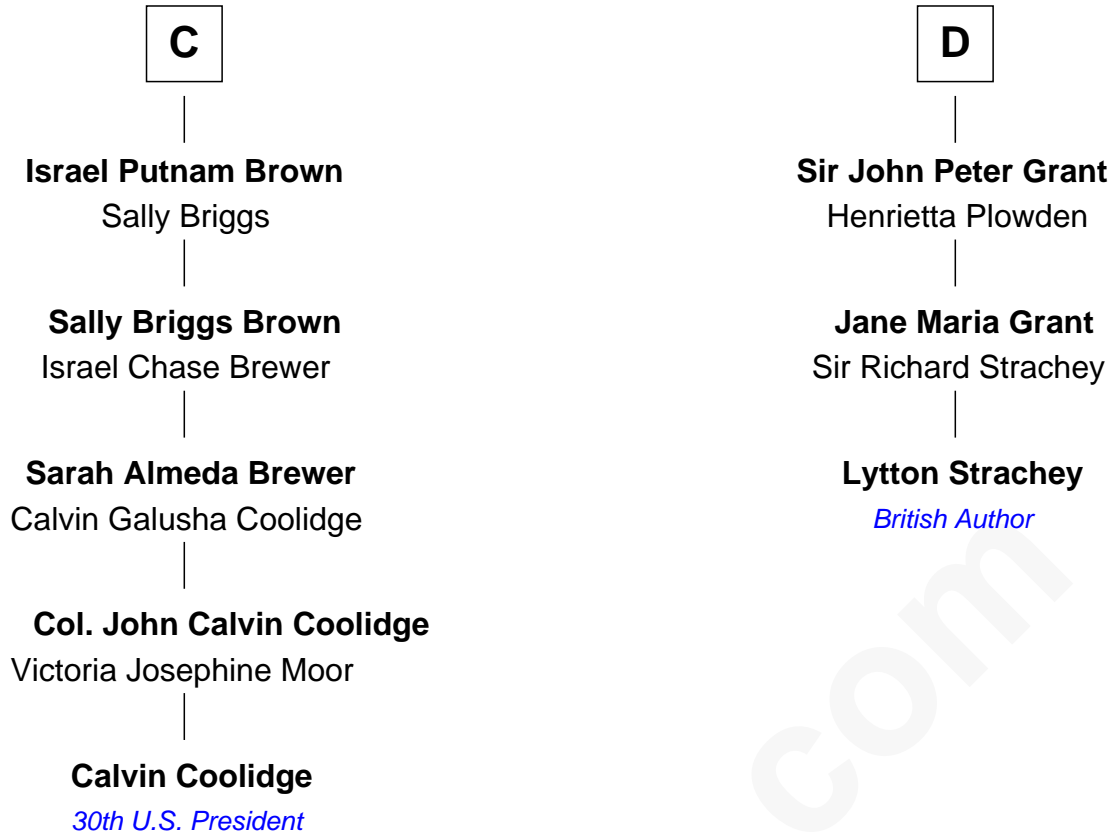 C
Israel Putnam Brown
Sally Briggs
Sally Briggs Brown
Israel Chase Brewer
Sarah Almeda Brewer
Calvin Galusha Coolidge
Col. John Calvin Coolidge
Victoria Josephine Moor
Calvin Coolidge
30th U.S. President
D
Sir John Peter Grant
Henrietta Plowden
Jane Maria Grant
Sir Richard Strachey
Lytton Strachey
British Author
com